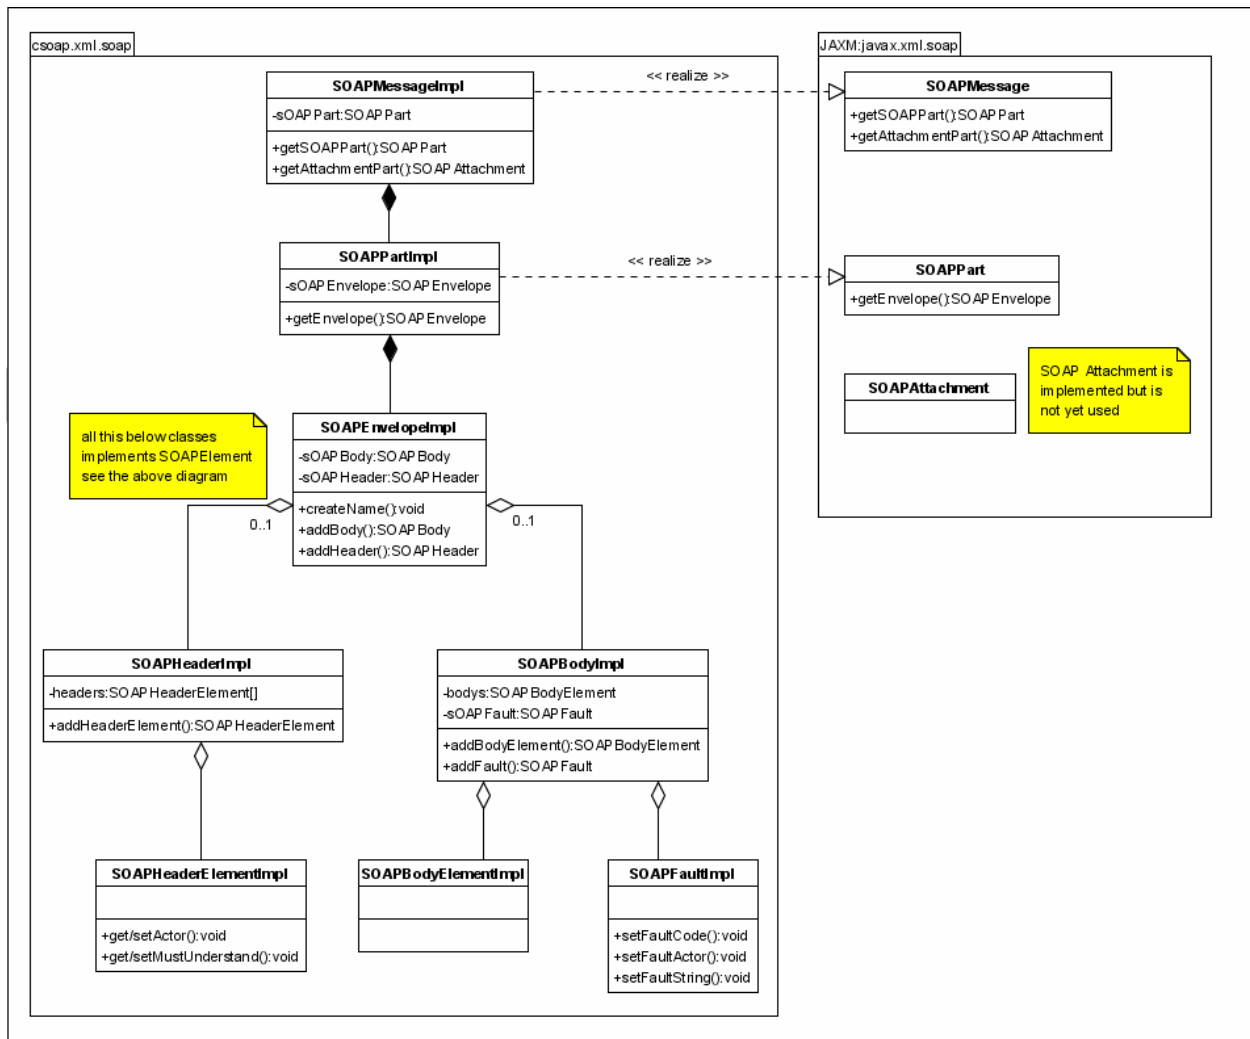 csoap.xml.soap
SOAPMessageImpl
-sOAPPart:SOAPPart
+getSOAPPart():SOAPPart
+getAttachmentPart():SOAPAttachment
<< realize >>
JAXM:javax.xml.soap
SOAPMessage
+getSOAPPart():SOAPPart
+getAttachmentPart():SOAPAttachment
SOAPPartImpl
-sOAPEnvelope:SOAPEnvelope
+getEnvelope():SOAPEnvelope
<< realize >>
SOAPPart
+getEnvelope():SOAPEnvelope
SOAPAttachment
SOAP Attachment is
implemented but is
not yet used
all this below classes
implements SOAPElement
see the above diagram
SOAPEnvelopeImpl
-sOAPBody:SOAPBody
-sOAPHeader:SOAPHeader
+createName():void
+addBody():SOAPBody
+addHeader():SOAPHeader
0..1
0..1
SOAPHeaderImpl
-headers:SOAPHeaderElement[]
+addHeaderElement():SOAPHeaderElement
SOAPBodyImpl
-bodys:SOAPBodyElement
-sOAPFault:SOAPFault
+addBodyElement():SOAPBodyElement
+addFault():SOAPFault
SOAPHeaderElementImpl
+get/setActor():void
+get/setMustUnderstand():void
SOAPBodyElementImpl
SOAPFaultImpl
+setFaultCode():void
+setFaultActor():void
+setFaultString():void